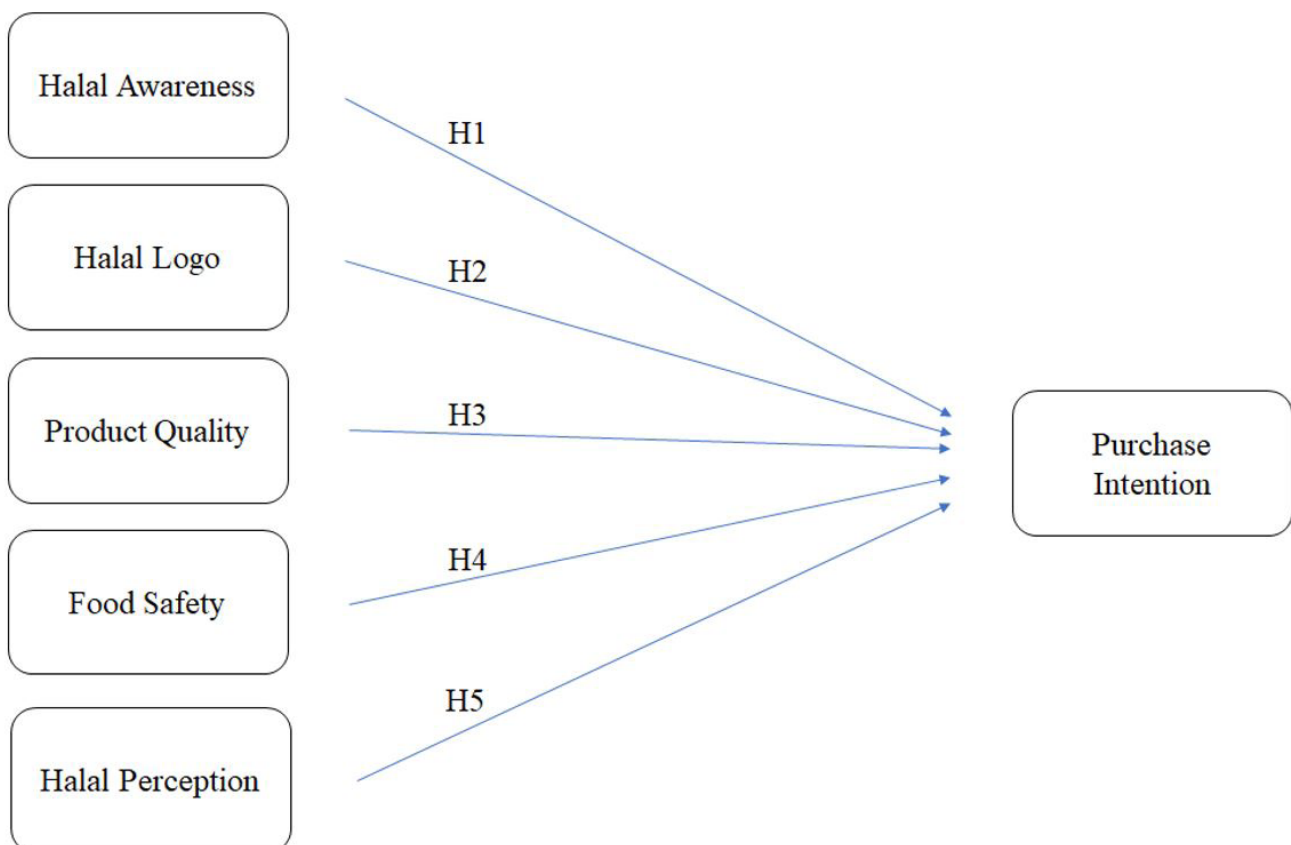 Halal Awareness
H1
Halal Logo
H2
Product Quality
H3
Purchase
Intention
Food Safety
H4
Halal Perception
H5